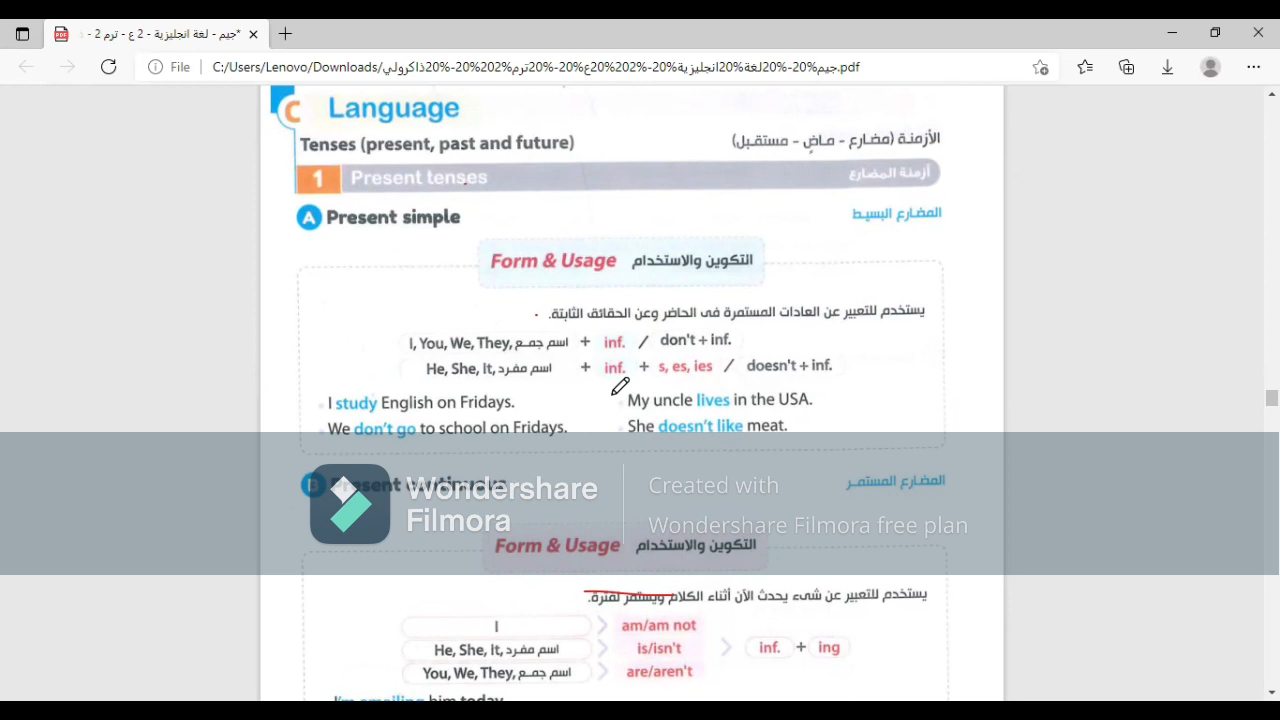 جيم - لغة انجليزية - 2 ع - ترم 2 -*
File C:/Users/Lenovo/Downloads/جيم%20-%20لغة%20انجليزية%20-%202%20ع%20-%20ترم%202%20-%20ذاكرولي.pdf
C Language
Tenses (present, past and future) الأزمنة (مضارع - ماضٍ - مستقبل)
1 Present tenses أزمنة المضارع
A Present simple المضارع البسيط
Form & Usage التكوين والاستخدام
يستخدم للتعبير عن العادات المستمرة فى الحاضر وعن الحقائق الثابتة.
I, You, We, They, اسم جمع + inf. / don't + inf.
He, She, It, اسم مفرد + inf. + s, es, ies / doesn't + inf.
I study English on Fridays. My uncle lives in the USA.
We don't go to school on Fridays. She doesn't like meat.
B Present continuous المضارع المستمر
Wondershare Filmora
Created with
Wondershare Filmora free plan
Form & Usage التكوين والاستخدام
يستخدم للتعبير عن شىء يحدث الآن أثناء الكلام ويستمر لفترة.
I am/am not
He, She, It, اسم مفرد is/isn't inf. + ing
You, We, They, اسم جمع are/aren't
I'm emailing him today